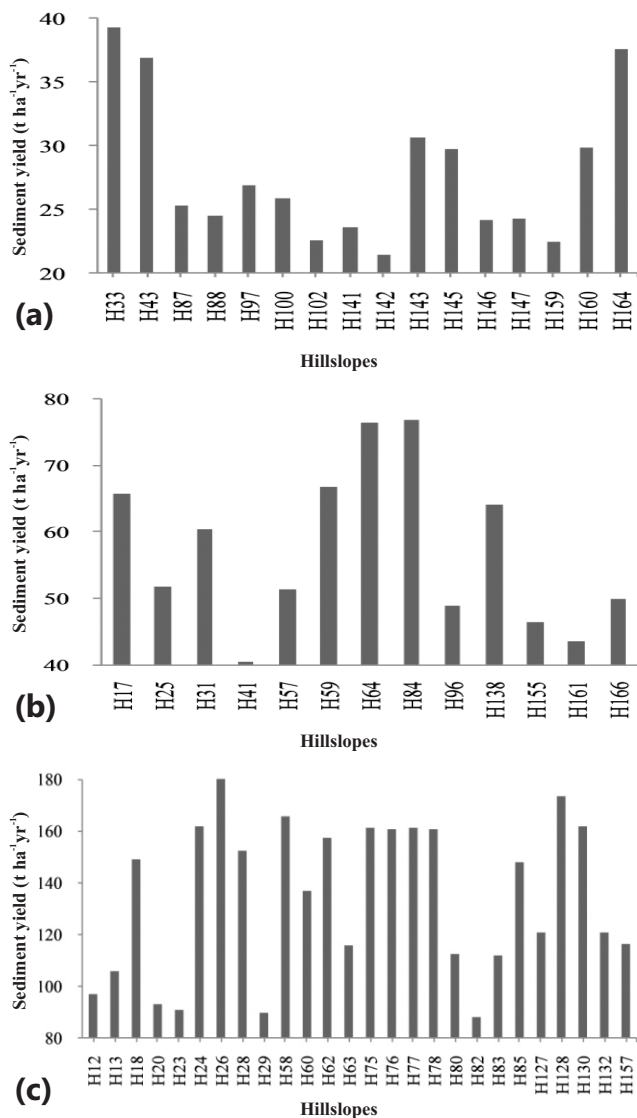 40
35
30
25
20
Sediment yield (t ha⁻¹yr⁻¹)
H33 H43 H87 H88 H97 H100 H102 H141 H142 H143 H145 H146 H147 H159 H160 H164
(a)
Hillslopes
80
70
60
50
40
Sediment yield (t ha⁻¹yr⁻¹)
H17 H25 H31 H41 H57 H59 H64 H84 H96 H138 H155 H161 H166
(b)
Hillslopes
180
160
140
120
100
80
Sediment yield (t ha⁻¹yr⁻¹)
H12 H13 H18 H20 H23 H24 H26 H28 H29 H58 H60 H62 H63 H75 H76 H77 H78 H80 H82 H83 H85 H127 H128 H130 H132 H157
(c)
Hillslopes